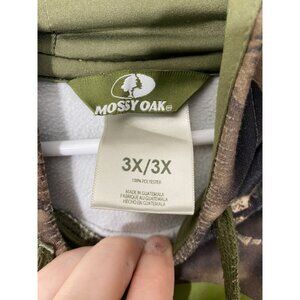 MOSSY OAK®
3X/3X
100% POLYESTER
MADE IN GUATEMALA
FABRIQUÉ AU GUATEMALA
HECHO EN GUATEMALA